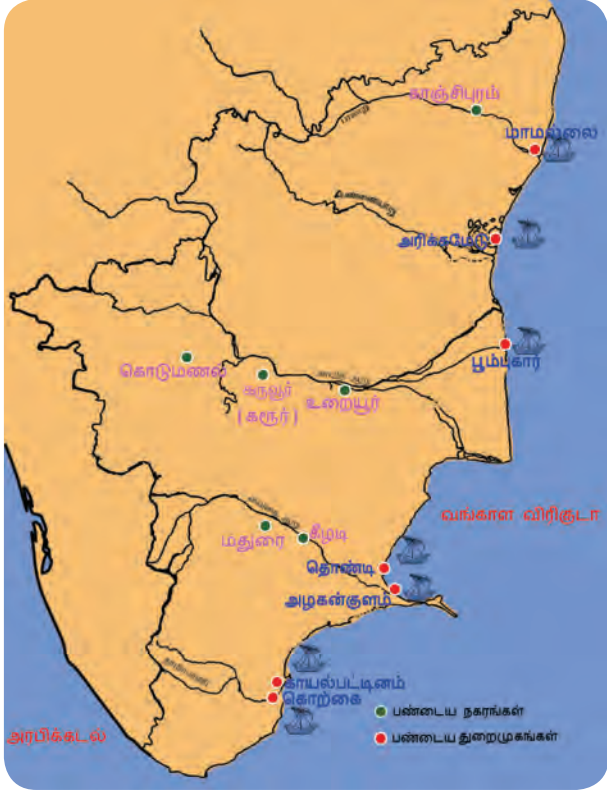 காஞ்சிபுரம்
பாலாறு
மாமல்லை
அரிக்கமேடு
பூம்புகார்
கொடுமணல்
கருவூர்
(கரூர்)
உறையூர்
வங்காள விரிகுடா
மதுரை
கீழடி
தொண்டி
அழகன்குளம்
காயல்பட்டினம்
கொற்கை
அரபிக்கடல்
பண்டைய நகரங்கள்
பண்டைய துறைமுகங்கள்